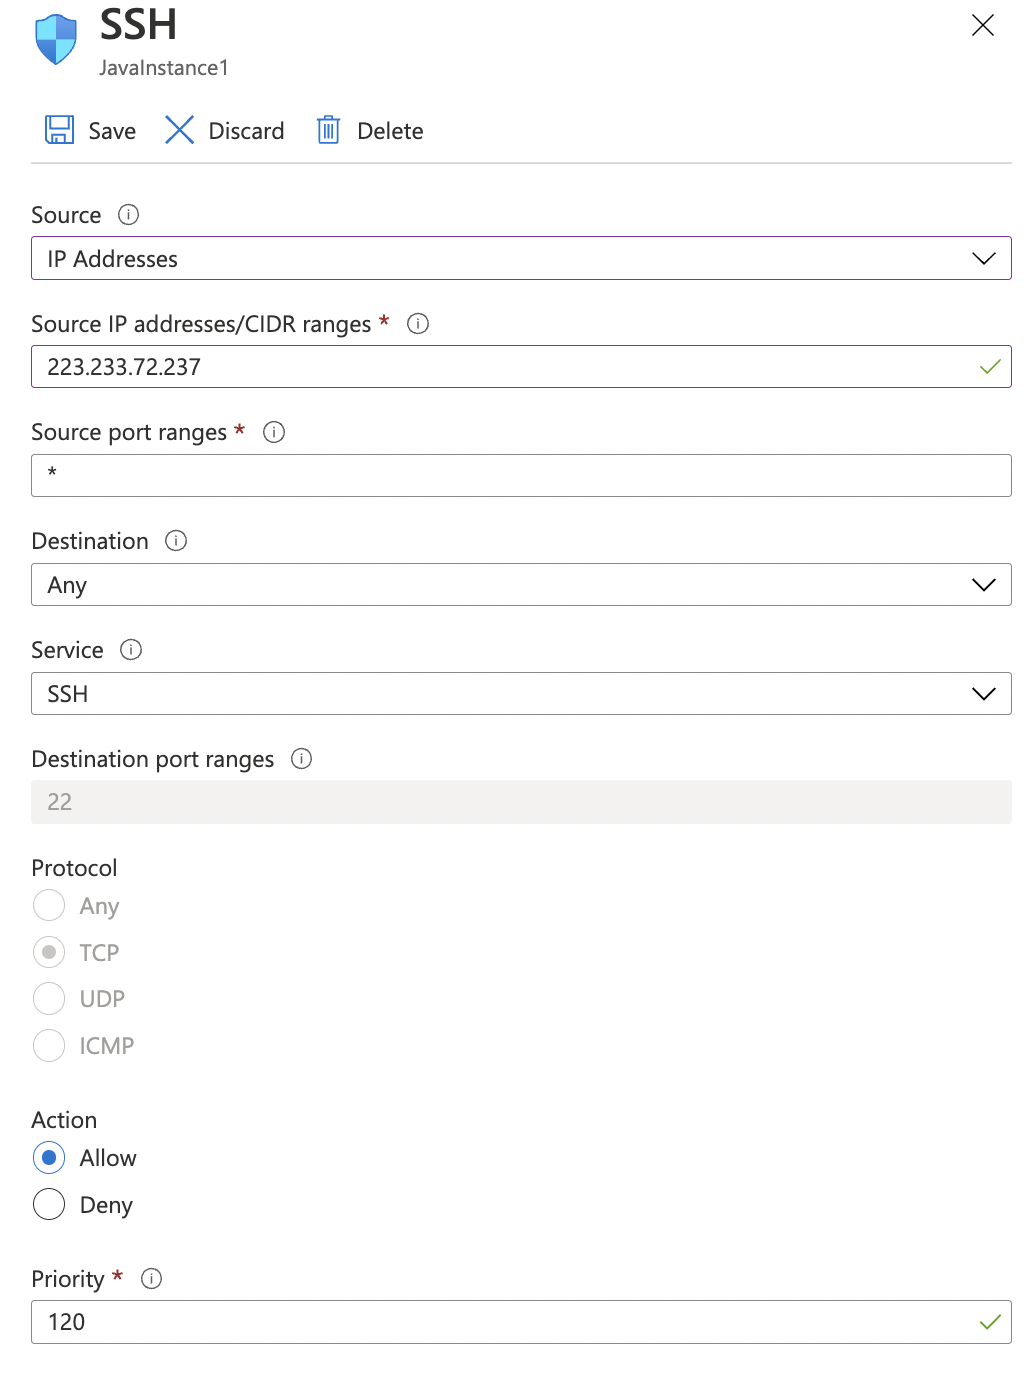 SSH
JavaInstance1
Save Discard Delete
Source
IP Addresses
Source IP addresses/CIDR ranges *
223.233.72.237
Source port ranges *
*
Destination
Any
Service
SSH
Destination port ranges
22
Protocol
Any
TCP
UDP
ICMP
Action
Allow
Deny
Priority *
120